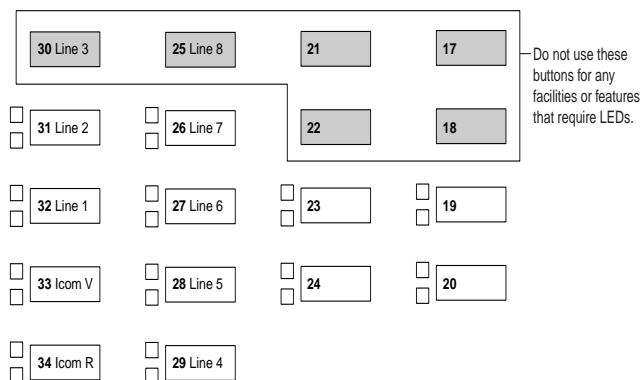 30 Line 3
25 Line 8
21
17
Do not use these
buttons for any
facilities or features
that require LEDs.
31 Line 2
26 Line 7
22
18
32 Line 1
27 Line 6
23
19
33 Icom V
28 Line 5
24
20
34 Icom R
29 Line 4